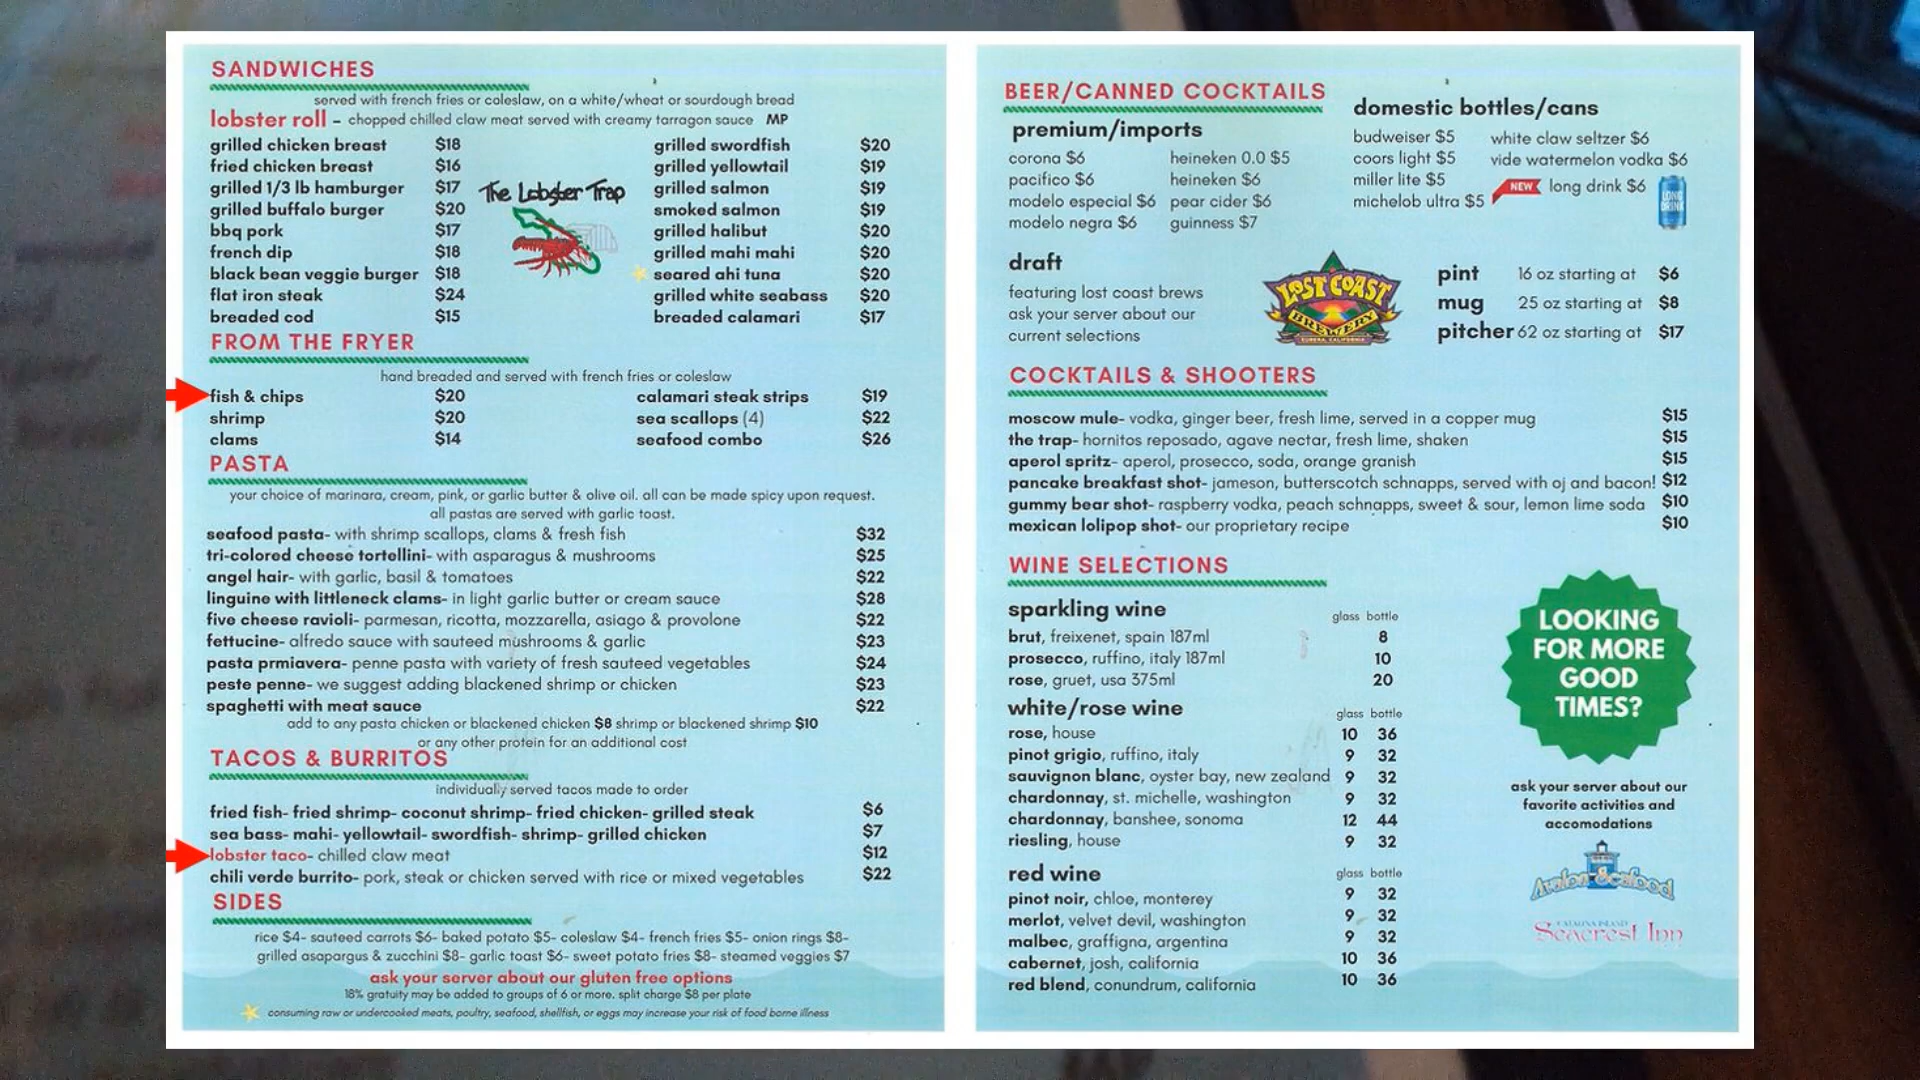 SANDWICHES
served with french fries or coleslaw, on a white/wheat or sourdough bread
lobster roll - chopped chilled claw meat served with creamy tarragon sauce MP
grilled chicken breast $18
fried chicken breast $16
grilled 1/3 lb hamburger $17
grilled buffalo burger $20
bbq pork $17
french dip $18
black bean veggie burger $18
flat iron steak $24
breaded cod $15
The Lobster Trap
grilled swordfish $20
grilled yellowtail $19
grilled salmon $19
smoked salmon $19
grilled halibut $20
grilled mahi mahi $20
seared ahi tuna $20
grilled white seabass $20
breaded calamari $17
FROM THE FRYER
hand breaded and served with french fries or coleslaw
fish & chips $20
shrimp $20
clams $14
calamari steak strips $19
sea scallops (4) $22
seafood combo $26
PASTA
your choice of marinara, cream, pink, or garlic butter & olive oil. all can be made spicy upon request.
all pastas are served with garlic toast.
seafood pasta- with shrimp scallops, clams & fresh fish $32
tri-colored cheese tortellini- with asparagus & mushrooms $25
angel hair- with garlic, basil & tomatoes $22
linguine with littleneck clams- in light garlic butter or cream sauce $28
five cheese ravioli- parmesan, ricotta, mozzarella, asiago & provolone $22
fettucine- alfredo sauce with sauteed mushrooms & garlic $23
pasta prmiavera- penne pasta with variety of fresh sauteed vegetables $24
peste penne- we suggest adding blackened shrimp or chicken $23
spaghetti with meat sauce $22
add to any pasta chicken or blackened chicken $8 shrimp or blackened shrimp $10
or any other protein for an additional cost
TACOS & BURRITOS
individually served tacos made to order
fried fish- fried shrimp- coconut shrimp- fried chicken- grilled steak $6
sea bass- mahi- yellowtail- swordfish- shrimp- grilled chicken $7
lobster taco- chilled claw meat $12
chili verde burrito- pork, steak or chicken served with rice or mixed vegetables $22
SIDES
rice $4- sauteed carrots $6- baked potato $5- coleslaw $4- french fries $5- onion rings $8-
grilled asapargus & zucchini $8- garlic toast $6- sweet potato fries $8- steamed veggies $7
ask your server about our gluten free options
18% gratuity may be added to groups of 6 or more. split charge $8 per plate
consuming raw or undercooked meats, poultry, seafood, shellfish, or eggs may increase your risk of food borne illness
BEER/CANNED COCKTAILS
premium/imports
corona $6
pacifico $6
modelo especial $6
modelo negra $6
heineken 0.0 $5
heineken $6
pear cider $6
guinness $7
domestic bottles/cans
budweiser $5
coors light $5
miller lite $5
michelob ultra $5
white claw seltzer $6
vide watermelon vodka $6
NEW long drink $6
LONG DRINK
draft
featuring lost coast brews
ask your server about our
current selections
LOST COAST
BREWERY
EUREKA, CALIFORNIA
pint 16 oz starting at $6
mug 25 oz starting at $8
pitcher 62 oz starting at $17
COCKTAILS & SHOOTERS
moscow mule- vodka, ginger beer, fresh lime, served in a copper mug $15
the trap- hornitos reposado, agave nectar, fresh lime, shaken $15
aperol spritz- aperol, prosecco, soda, orange granish $15
pancake breakfast shot- jameson, butterscotch schnapps, served with oj and bacon! $12
gummy bear shot- raspberry vodka, peach schnapps, sweet & sour, lemon lime soda $10
mexican lolipop shot- our proprietary recipe $10
WINE SELECTIONS
sparkling wine glass bottle
brut, freixenet, spain 187ml 8
prosecco, ruffino, italy 187ml 10
rose, gruet, usa 375ml 20
white/rose wine glass bottle
rose, house 10 36
pinot grigio, ruffino, italy 9 32
sauvignon blanc, oyster bay, new zealand 9 32
chardonnay, st. michelle, washington 9 32
chardonnay, banshee, sonoma 12 44
riesling, house 9 32
red wine glass bottle
pinot noir, chloe, monterey 9 32
merlot, velvet devil, washington 9 32
malbec, graffigna, argentina 9 32
cabernet, josh, california 10 36
red blend, conundrum, california 10 36
LOOKING
FOR MORE
GOOD
TIMES?
ask your server about our
favorite activities and
accomodations
Avalon Seafood
CATALINA ISLAND
Seacrest Inn